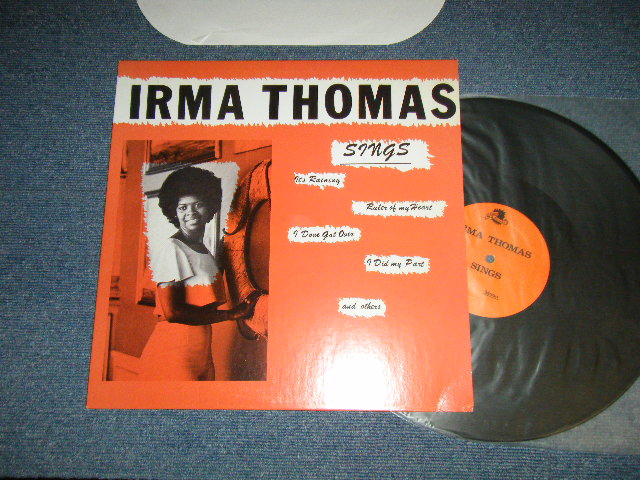 IRMA THOMAS
SINGS
It's Raining
Ruler of my Heart
I Done Got Over
I Did my Part
and others
IRMA THOMAS
SINGS